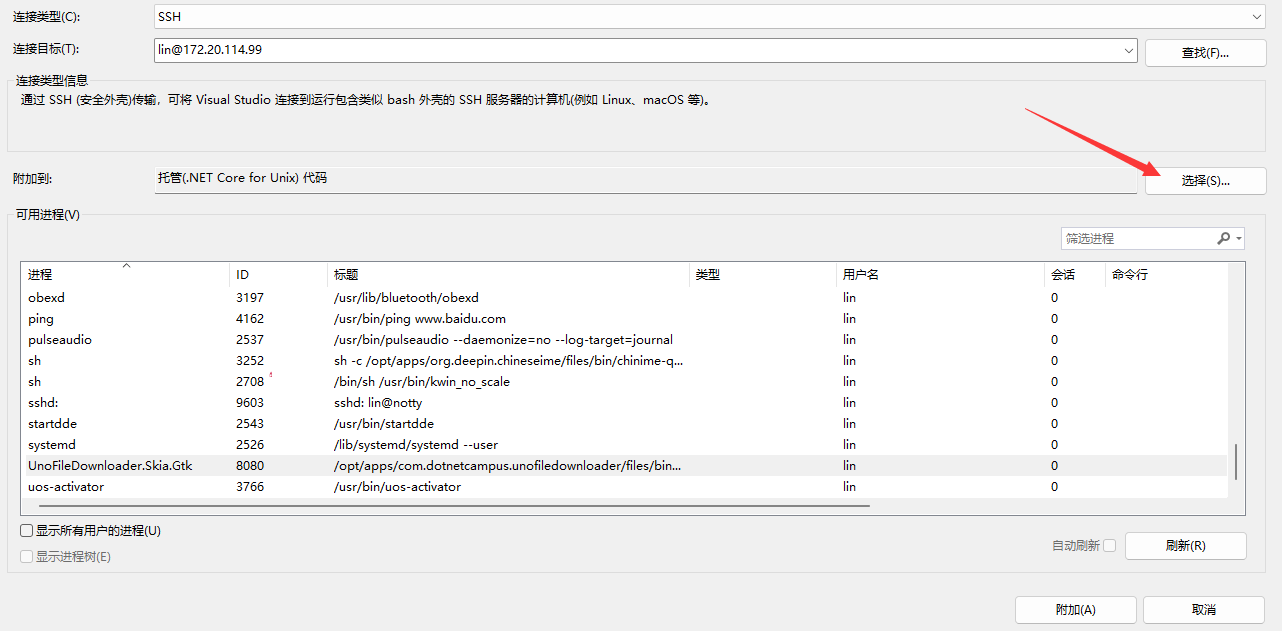 连接类型(C): SSH
连接目标(T): lin@172.20.114.99 查找(F)...
连接类型信息
通过 SSH (安全外壳)传输，可将 Visual Studio 连接到运行包含类似 bash 外壳的 SSH 服务器的计算机(例如 Linux、macOS 等)。
附加到: 托管(.NET Core for Unix) 代码 选择(S)...
可用进程(V)
筛选进程
进程 ID 标题 类型 用户名 会话 命令行
obexd 3197 /usr/lib/bluetooth/obexd lin 0
ping 4162 /usr/bin/ping www.baidu.com lin 0
pulseaudio 2537 /usr/bin/pulseaudio --daemonize=no --log-target=journal lin 0
sh 3252 sh -c /opt/apps/org.deepin.chineseime/files/bin/chinime-q... lin 0
sh 2708 /bin/sh /usr/bin/kwin_no_scale lin 0
sshd: 9603 sshd: lin@notty lin 0
startdde 2543 /usr/bin/startdde lin 0
systemd 2526 /lib/systemd/systemd --user lin 0
UnoFileDownloader.Skia.Gtk 8080 /opt/apps/com.dotnetcampus.unofiledownloader/files/bin... lin 0
uos-activator 3766 /usr/bin/uos-activator lin 0
显示所有用户的进程(U)
显示进程树(E) 自动刷新 刷新(R)
附加(A) 取消